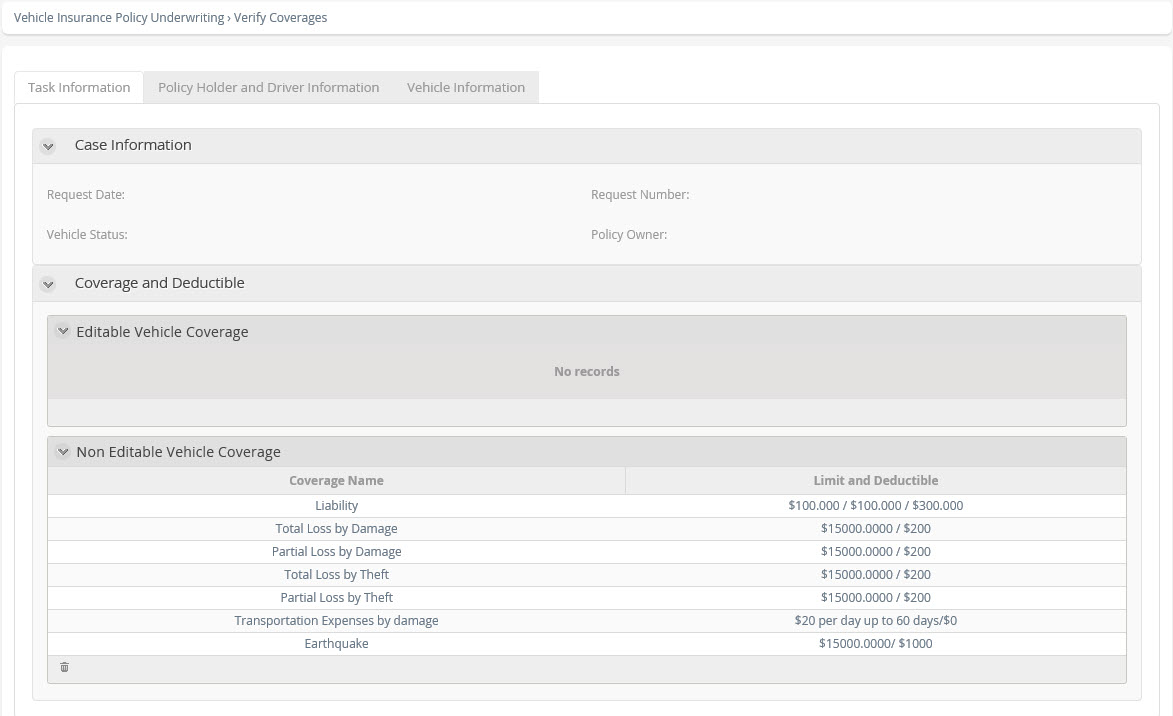 Vehicle Insurance Policy Underwriting › Verify Coverages
Task Information Policy Holder and Driver Information Vehicle Information
Case Information
Request Date: Request Number:
Vehicle Status: Policy Owner:
Coverage and Deductible
Editable Vehicle Coverage
No records
Non Editable Vehicle Coverage
Coverage Name Limit and Deductible
Liability $100.000 / $100.000 / $300.000
Total Loss by Damage $15000.0000 / $200
Partial Loss by Damage $15000.0000 / $200
Total Loss by Theft $15000.0000 / $200
Partial Loss by Theft $15000.0000 / $200
Transportation Expenses by damage $20 per day up to 60 days/$0
Earthquake $15000.0000/ $1000